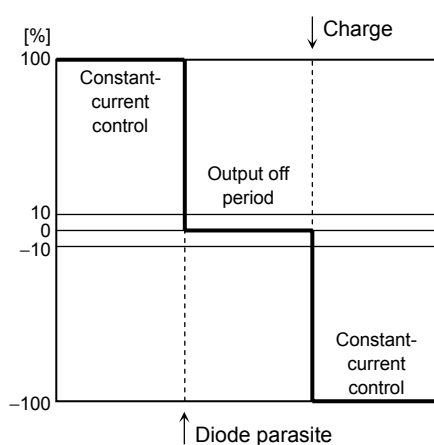 Charge
[%]
100
Constant-
current
control
Output off
period
10
0
−10
Constant-
current
control
−100
Diode parasite